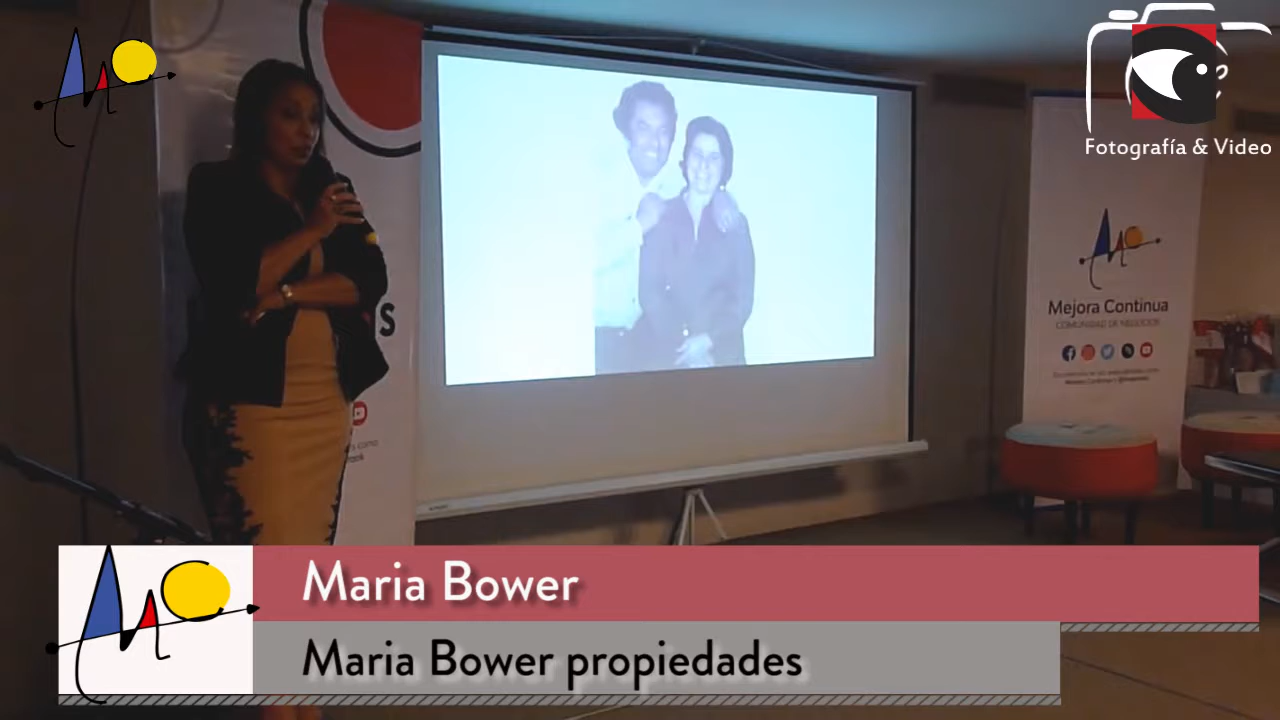 Fotografía & Video
Mejora Continua
COMUNIDAD DE NEGOCIOS
s
Maria Bower
Maria Bower propiedades